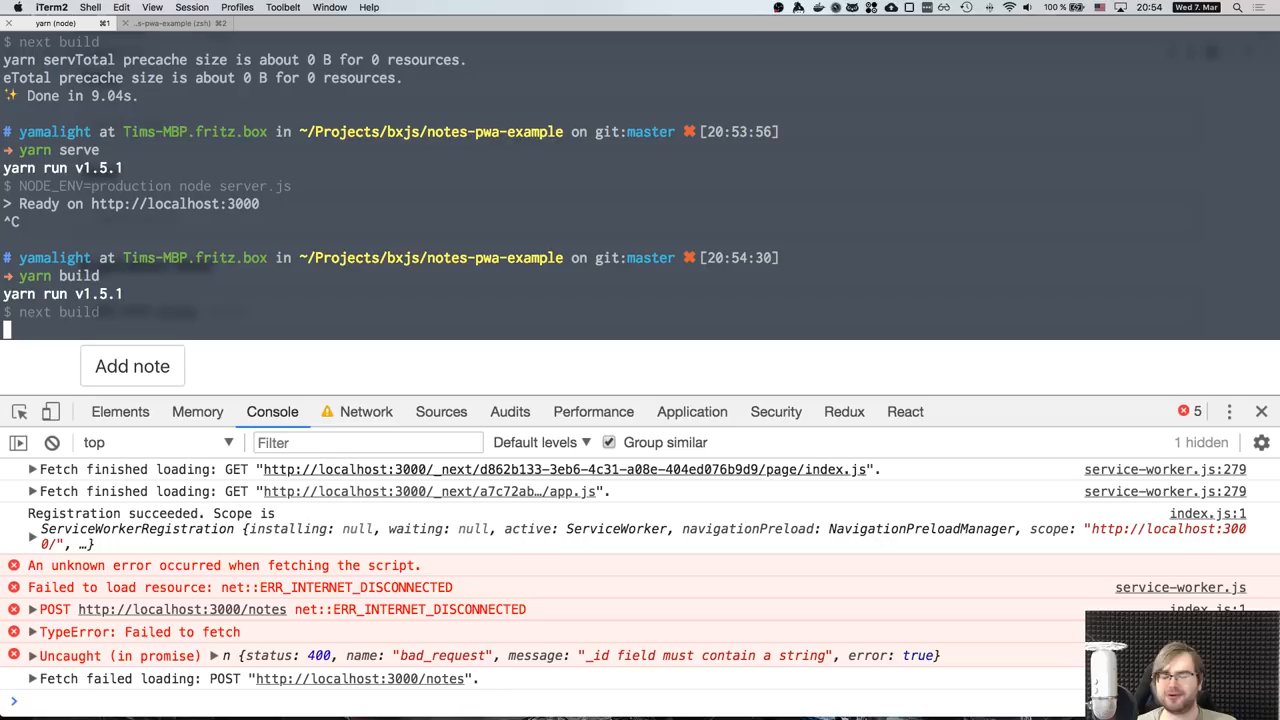 iTerm2 Shell Edit View Session Profiles Toolbelt Window Help 100 % 20:54 Wed 7. Mar
yarn (node) ⌘1 ..s-pwa-example (zsh) ⌘2
$ next build
yarn servTotal precache size is about 0 B for 0 resources.
eTotal precache size is about 0 B for 0 resources.
✨ Done in 9.04s.
# yamalight at Tims-MBP.fritz.box in ~/Projects/bxjs/notes-pwa-example on git:master ✖ [20:53:56]
→ yarn serve
yarn run v1.5.1
$ NODE_ENV=production node server.js
> Ready on http://localhost:3000
^C
# yamalight at Tims-MBP.fritz.box in ~/Projects/bxjs/notes-pwa-example on git:master ✖ [20:54:30]
→ yarn build
yarn run v1.5.1
$ next build
Add note
Elements Memory Console Network Sources Audits Performance Application Security Redux React 5
top Filter Default levels Group similar 1 hidden
Fetch finished loading: GET "http://localhost:3000/_next/d862b133-3eb6-4c31-a08e-404ed076b9d9/page/index.js". service-worker.js:279
Fetch finished loading: GET "http://localhost:3000/_next/a7c72ab…/app.js". service-worker.js:279
Registration succeeded. Scope is index.js:1
ServiceWorkerRegistration {installing: null, waiting: null, active: ServiceWorker, navigationPreload: NavigationPreloadManager, scope: "http://localhost:300
0/", …}
An unknown error occurred when fetching the script.
Failed to load resource: net::ERR_INTERNET_DISCONNECTED service-worker.js
POST http://localhost:3000/notes net::ERR_INTERNET_DISCONNECTED index.js:1
TypeError: Failed to fetch
Uncaught (in promise) n {status: 400, name: "bad_request", message: "_id field must contain a string", error: true}
Fetch failed loading: POST "http://localhost:3000/notes".